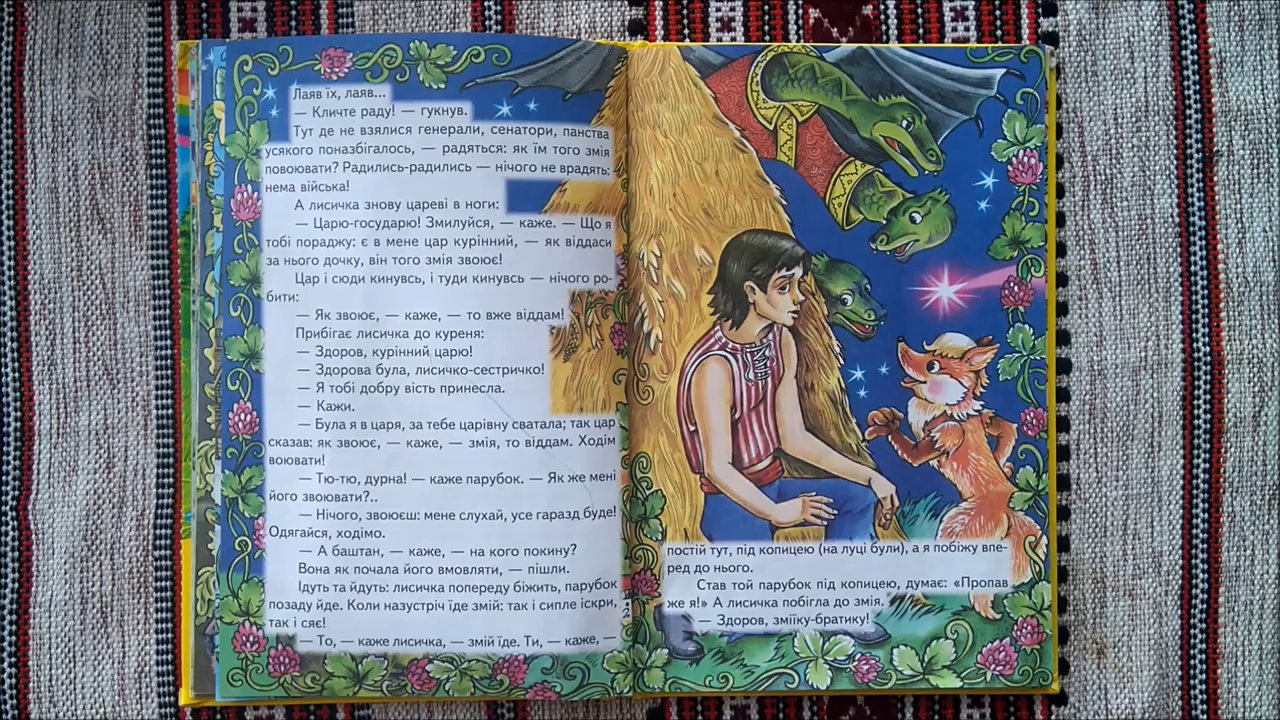 Лаяв їх, лаяв...
— Кличте раду! — гукнув.
Тут де не взялися генерали, сенатори, панства
усякого поназбігалось, — радяться: як їм того змія
повоювати? Радились-радились — нічого не врадять:
нема війська!
А лисичка знову цареві в ноги:
— Царю-государю! Змилуйся, — каже. — Що я
тобі пораджу: є в мене цар курінний, — як віддаси
за нього дочку, він того змія звоює!
Цар і сюди кинувсь, і туди кинувсь — нічого ро-
бити:
— Як звоює, — каже, — то вже віддам!
Прибігає лисичка до куреня:
— Здоров, курінний царю!
— Здорова була, лисичко-сестричко!
— Я тобі добру вість принесла.
— Кажи.
— Була я в царя, за тебе царівну сватала; так цар
сказав: як звоює, — каже, — змія, то віддам. Ходім
воювати!
— Тю-тю, дурна! — каже парубок. — Як же мені
його звоювати?..
— Нічого, звоюєш: мене слухай, усе гаразд буде!
Одягайся, ходімо.
— А баштан, — каже, — на кого покину?
Вона як почала його вмовляти, — пішли.
Ідуть та йдуть: лисичка попереду біжить, парубок
позаду йде. Коли назустріч їде змій: так і сипле іскри,
так і сяє!
— То, — каже лисичка, — змій їде. Ти, — каже, —
постій тут, під копицею (на луці були), а я побіжу впе-
ред до нього.
Став той парубок під копицею, думає: «Пропав
же я!» А лисичка побігла до змія.
— Здоров, зміїку-братику!